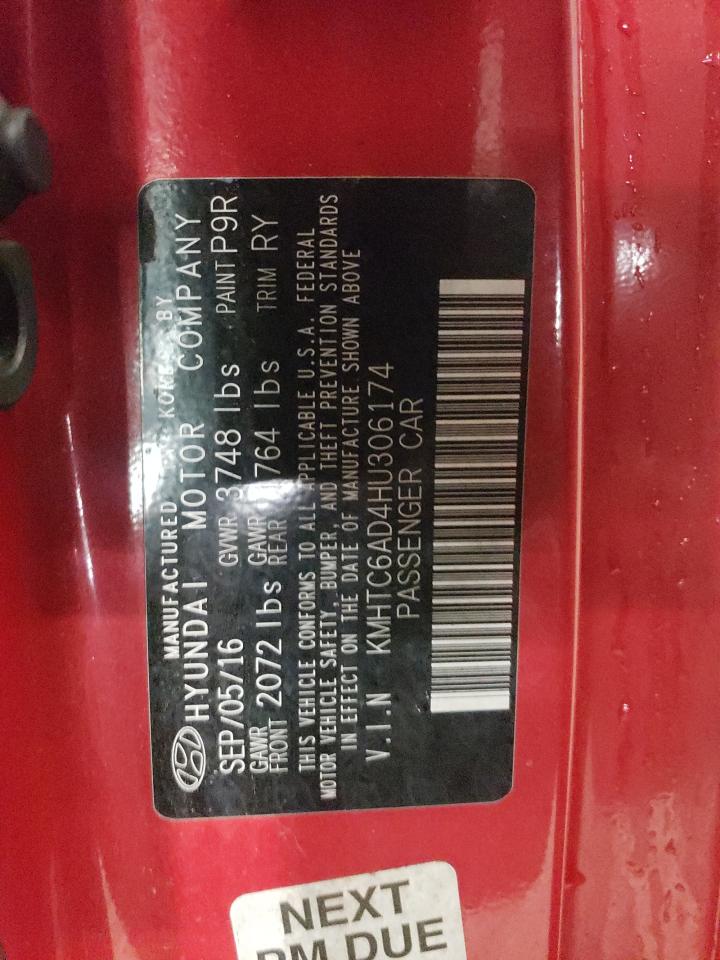 MANUFACTURED BY
HYUNDAI MOTOR COMPANY
SEP/05/16 GVWR 3748 lbs PAINT P9R
GAWR FRONT 2072 lbs GAWR REAR 1764 lbs TRIM RY
THIS VEHICLE CONFORMS TO ALL APPLICABLE U.S.A. FEDERAL
MOTOR VEHICLE SAFETY, BUMPER, AND THEFT PREVENTION STANDARDS
IN EFFECT ON THE DATE OF MANUFACTURE SHOWN ABOVE
V.I.N KMHTC6AD4HU306174
PASSENGER CAR
NEXT
PM DUE